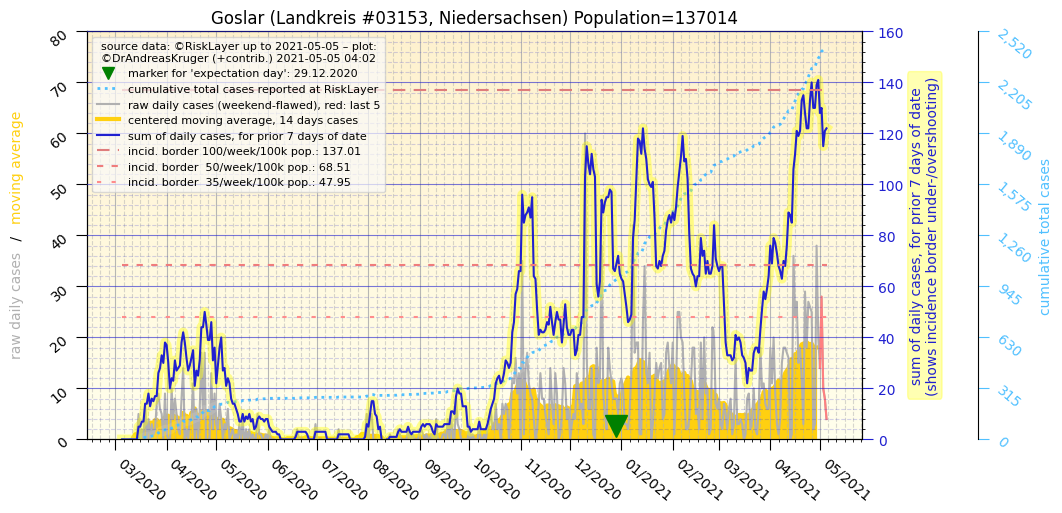 Goslar (Landkreis #03153, Niedersachsen) Population=137014
source data: ©RiskLayer up to 2021-05-05 – plot:
©DrAndreasKruger (+contrib.) 2021-05-05 04:02
marker for 'expectation day': 29.12.2020
cumulative total cases reported at RiskLayer
raw daily cases (weekend-flawed), red: last 5
centered moving average, 14 days cases
sum of daily cases, for prior 7 days of date
incid. border 100/week/100k pop.: 137.01
incid. border  50/week/100k pop.: 68.51
incid. border  35/week/100k pop.: 47.95
raw daily cases / moving average
80
70
60
50
40
30
20
10
0
160
140
120
100
80
60
40
20
0
sum of daily cases, for prior 7 days of date
(shows incidence border under-/overshooting)
2,520
2,205
1,890
1,575
1,260
945
630
315
0
cumulative total cases
03/2020
04/2020
05/2020
06/2020
07/2020
08/2020
09/2020
10/2020
11/2020
12/2020
01/2021
02/2021
03/2021
04/2021
05/2021